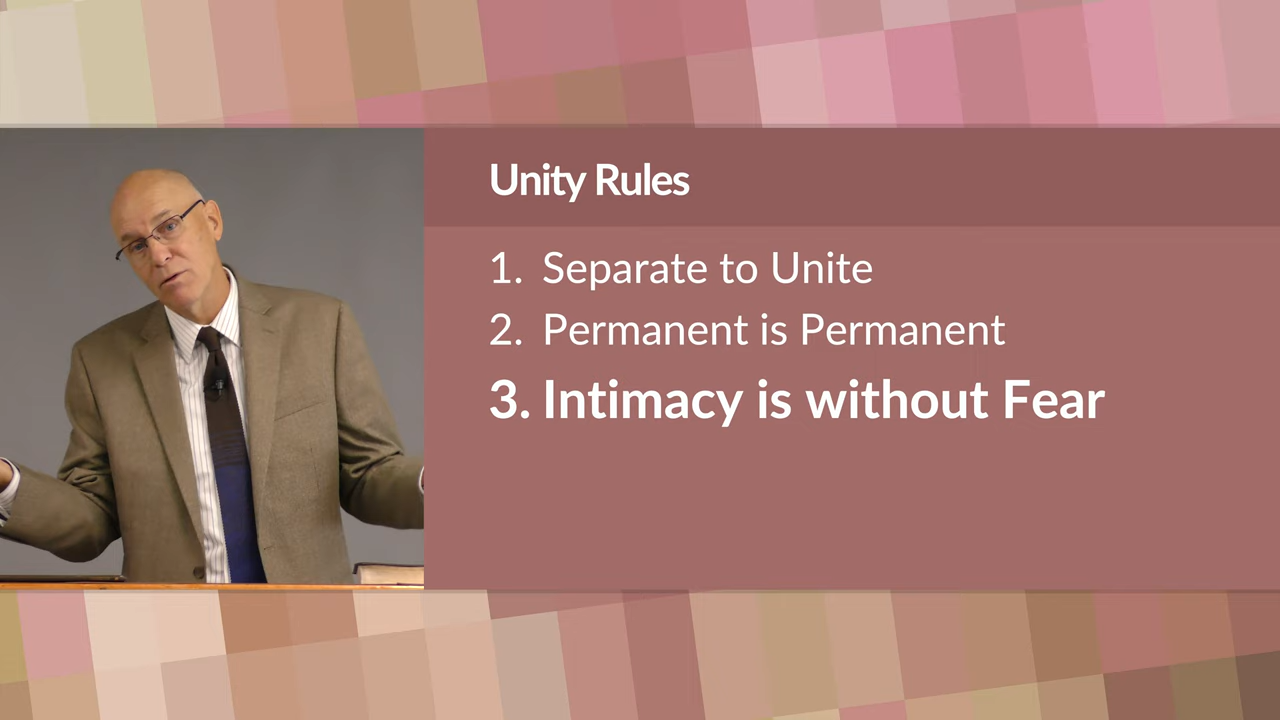 Unity Rules
1. Separate to Unite
2. Permanent is Permanent
3. Intimacy is without Fear